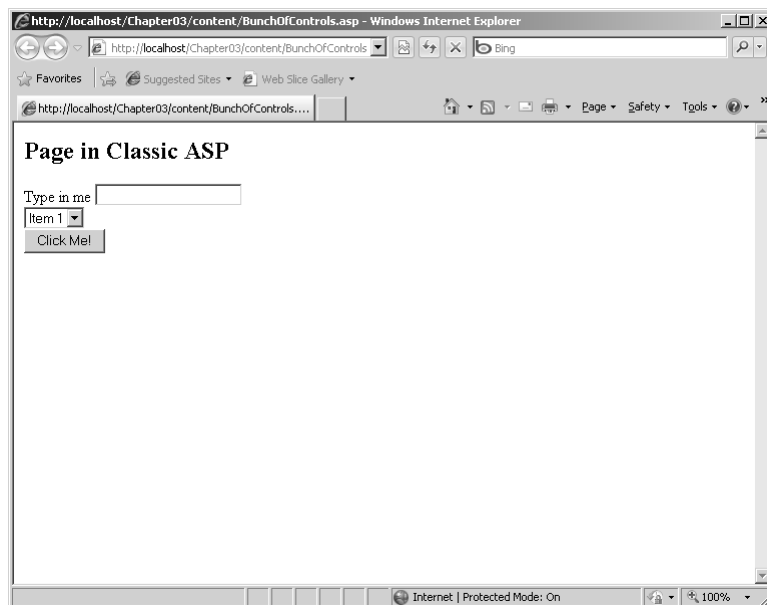 http://localhost/Chapter03/content/BunchOfControls.asp - Windows Internet Explorer
http://localhost/Chapter03/content/BunchOfControls
Bing
Favorites
Suggested Sites
Web Slice Gallery
http://localhost/Chapter03/content/BunchOfControls....
Page
Safety
Tools
»
Page in Classic ASP
Type in me
Item 1
Click Me!
Internet | Protected Mode: On
100%